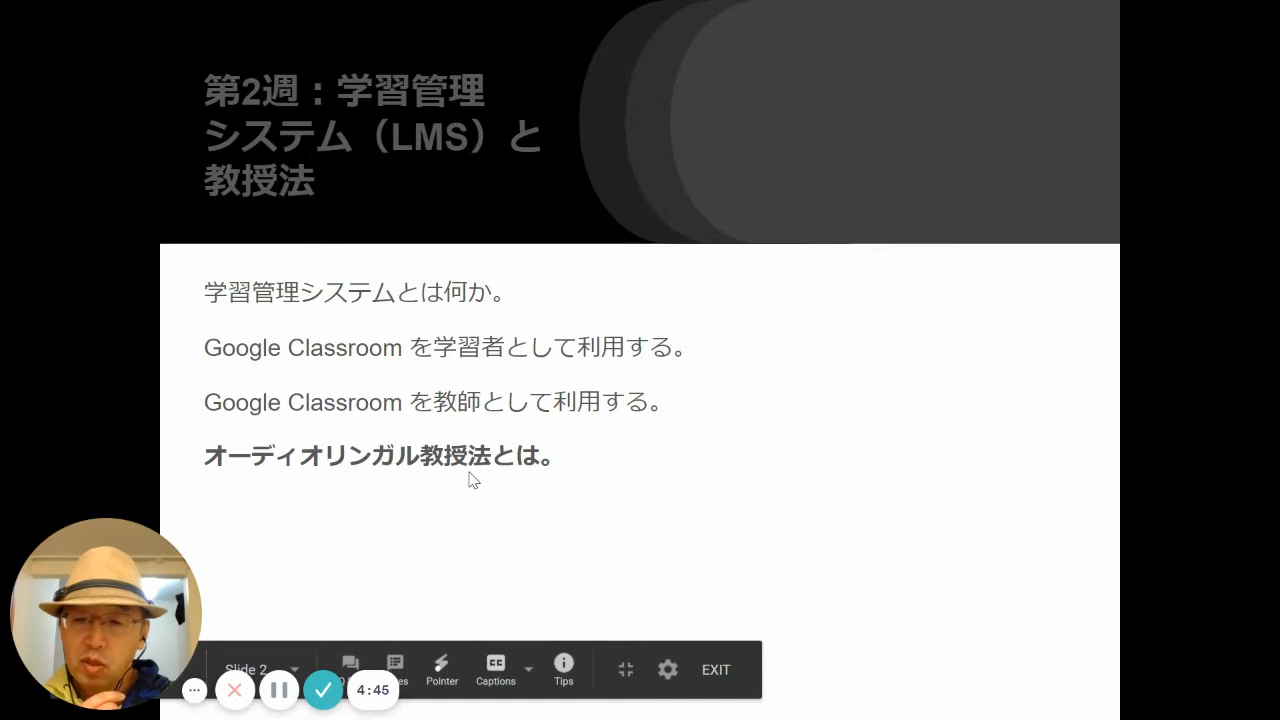 第2週：学習管理
システム（LMS）と
教授法
学習管理システムとは何か。
Google Classroom を学習者として利用する。
Google Classroom を教師として利用する。
オーディオリンガル教授法とは。
Slide 2
Pointer
Captions
CC
Tips
EXIT
4:45